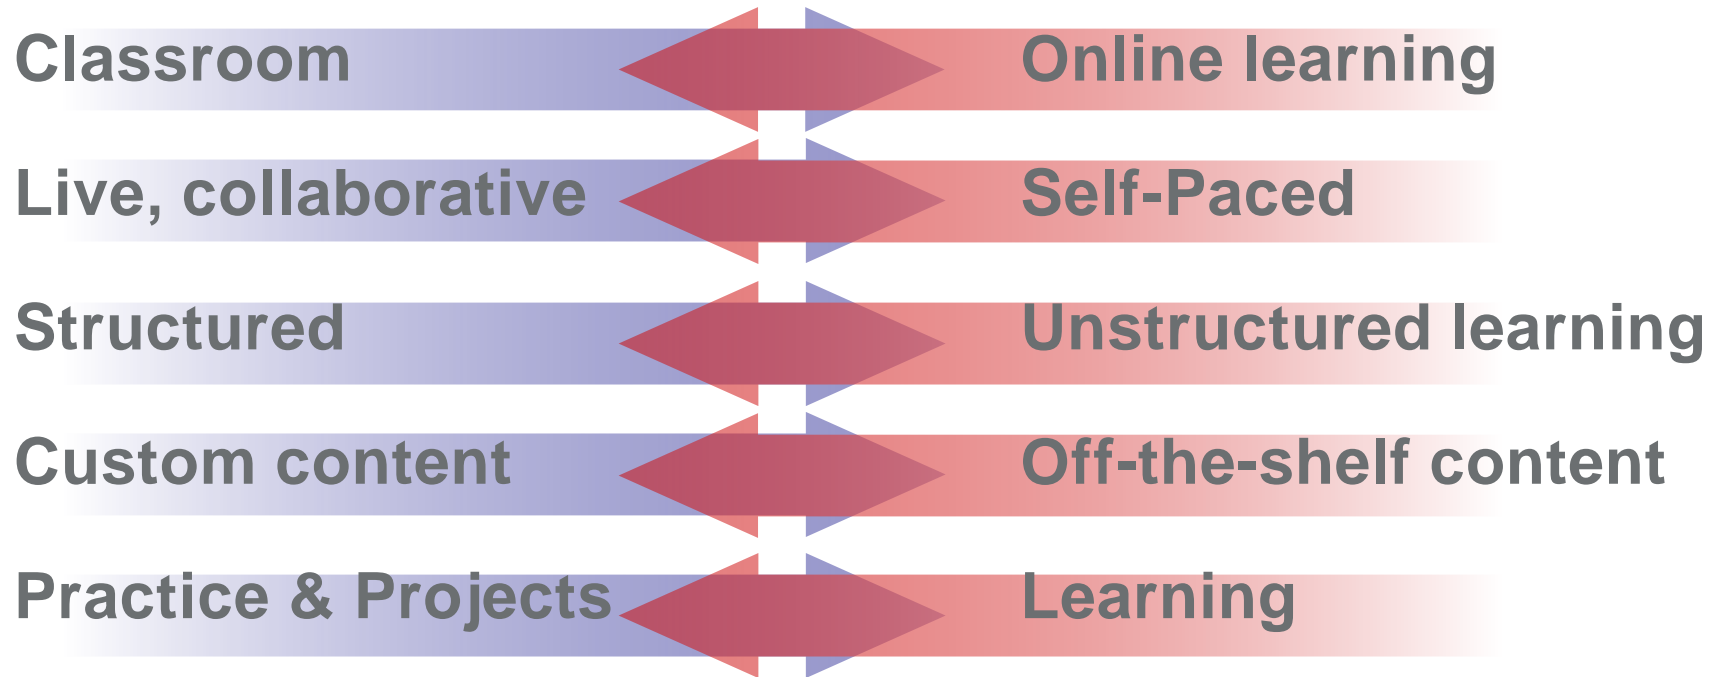 Classroom
Online learning
Live, collaborative
Self-Paced
Structured
Unstructured learning
Custom content
Off-the-shelf content
Practice & Projects
Learning